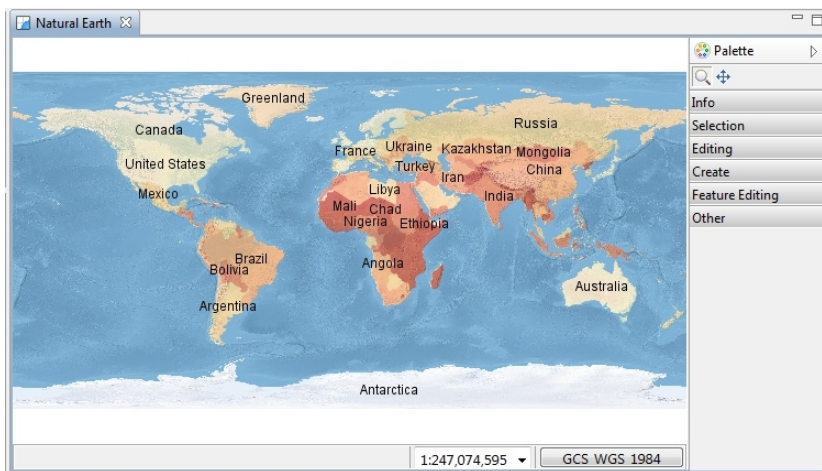 Natural Earth
Palette
Info
Selection
Editing
Create
Feature Editing
Other
Greenland
Canada
Russia
United States
France
Ukraine
Kazakhstan
Mongolia
Turkey
Iran
China
Mexico
Libya
India
Mali
Chad
Nigeria
Ethiopia
Brazil
Bolivia
Angola
Australia
Argentina
Antarctica
1:247,074,595
GCS WGS 1984